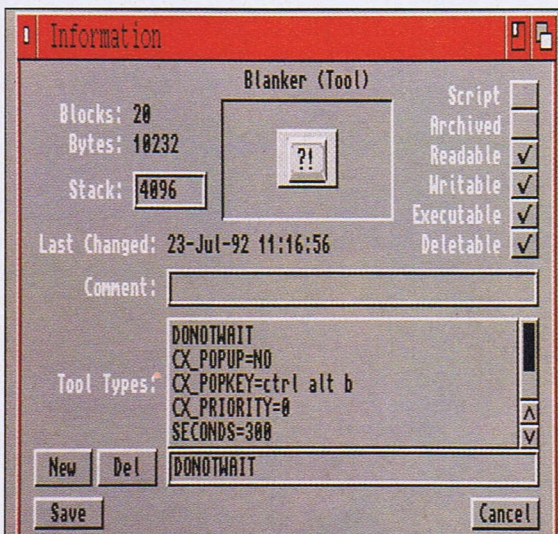 Information
Blanker (Tool)
Blocks: 20
Bytes: 10232
Stack: 4096
Script
Archived
Readable
Writable
Executable
Deletable
Last Changed: 23-Jul-92 11:16:56
Comment:
Tool Types:
DONOTWAIT
CX_POPUP=NO
CX_POPKEY=ctrl alt b
CX_PRIORITY=0
SECONDS=300
New
Del
DONOTWAIT
Save
Cancel
?!